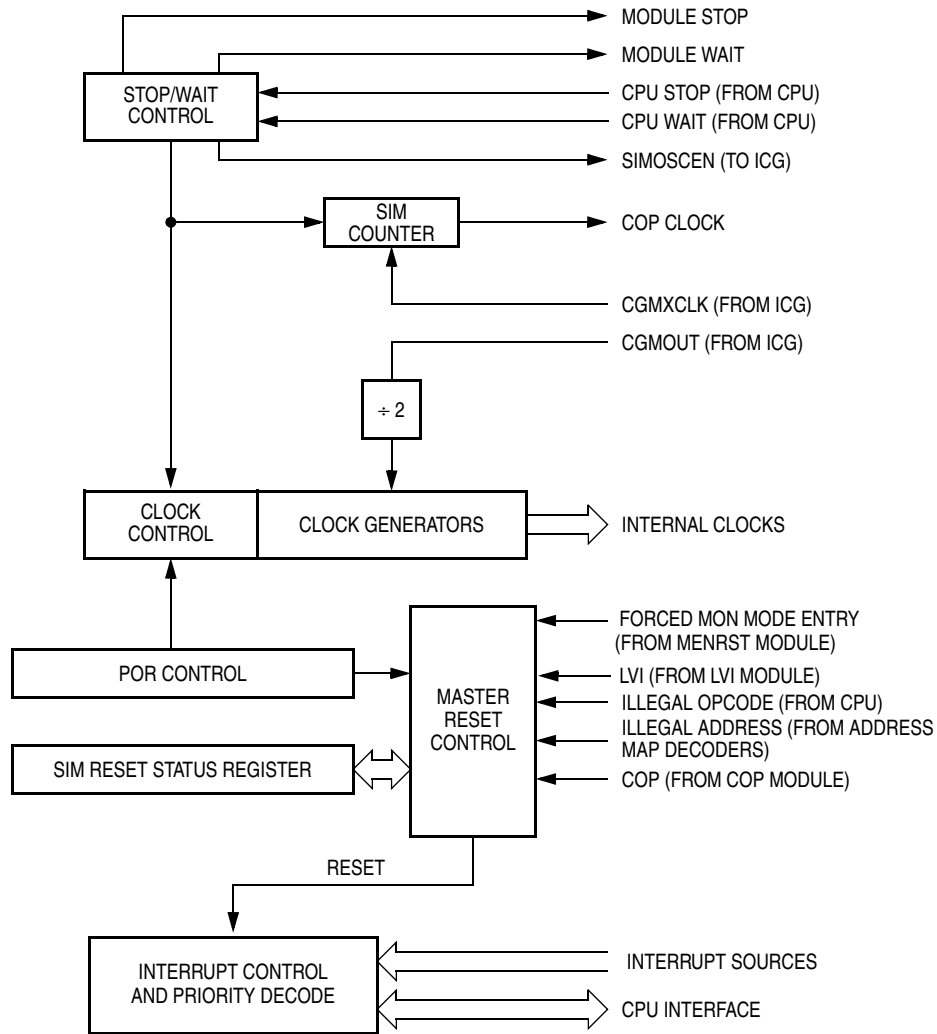 MODULE STOP
MODULE WAIT
STOP/WAIT
CONTROL
CPU STOP (FROM CPU)
CPU WAIT (FROM CPU)
SIMOSCEN (TO ICG)
SIM
COUNTER
COP CLOCK
CGMXCLK (FROM ICG)
CGMOUT (FROM ICG)
÷ 2
CLOCK
CONTROL
CLOCK GENERATORS
INTERNAL CLOCKS
FORCED MON MODE ENTRY
(FROM MENRST MODULE)
POR CONTROL
LVI (FROM LVI MODULE)
MASTER
RESET
CONTROL
ILLEGAL OPCODE (FROM CPU)
ILLEGAL ADDRESS (FROM ADDRESS
MAP DECODERS)
SIM RESET STATUS REGISTER
COP (FROM COP MODULE)
RESET
INTERRUPT CONTROL
AND PRIORITY DECODE
INTERRUPT SOURCES
CPU INTERFACE